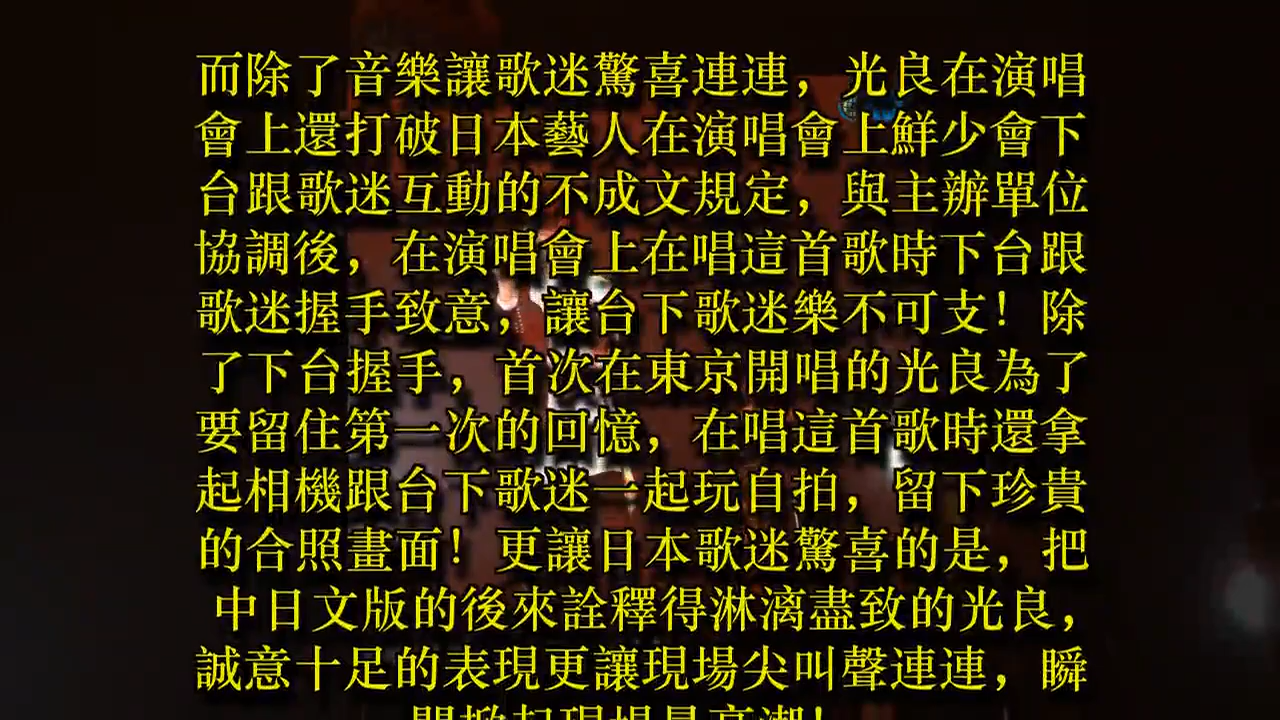 而除了音樂讓歌迷驚喜連連，光良在演唱
會上還打破日本藝人在演唱會上鮮少會下
台跟歌迷互動的不成文規定，與主辦單位
協調後，在演唱會上在唱這首歌時下台跟
歌迷握手致意，讓台下歌迷樂不可支！除
了下台握手，首次在東京開唱的光良為了
要留住第一次的回憶，在唱這首歌時還拿
起相機跟台下歌迷一起玩自拍，留下珍貴
的合照畫面！更讓日本歌迷驚喜的是，把
中日文版的後來詮釋得淋漓盡致的光良，
誠意十足的表現更讓現場尖叫聲連連，瞬
間掀起現場最高潮！